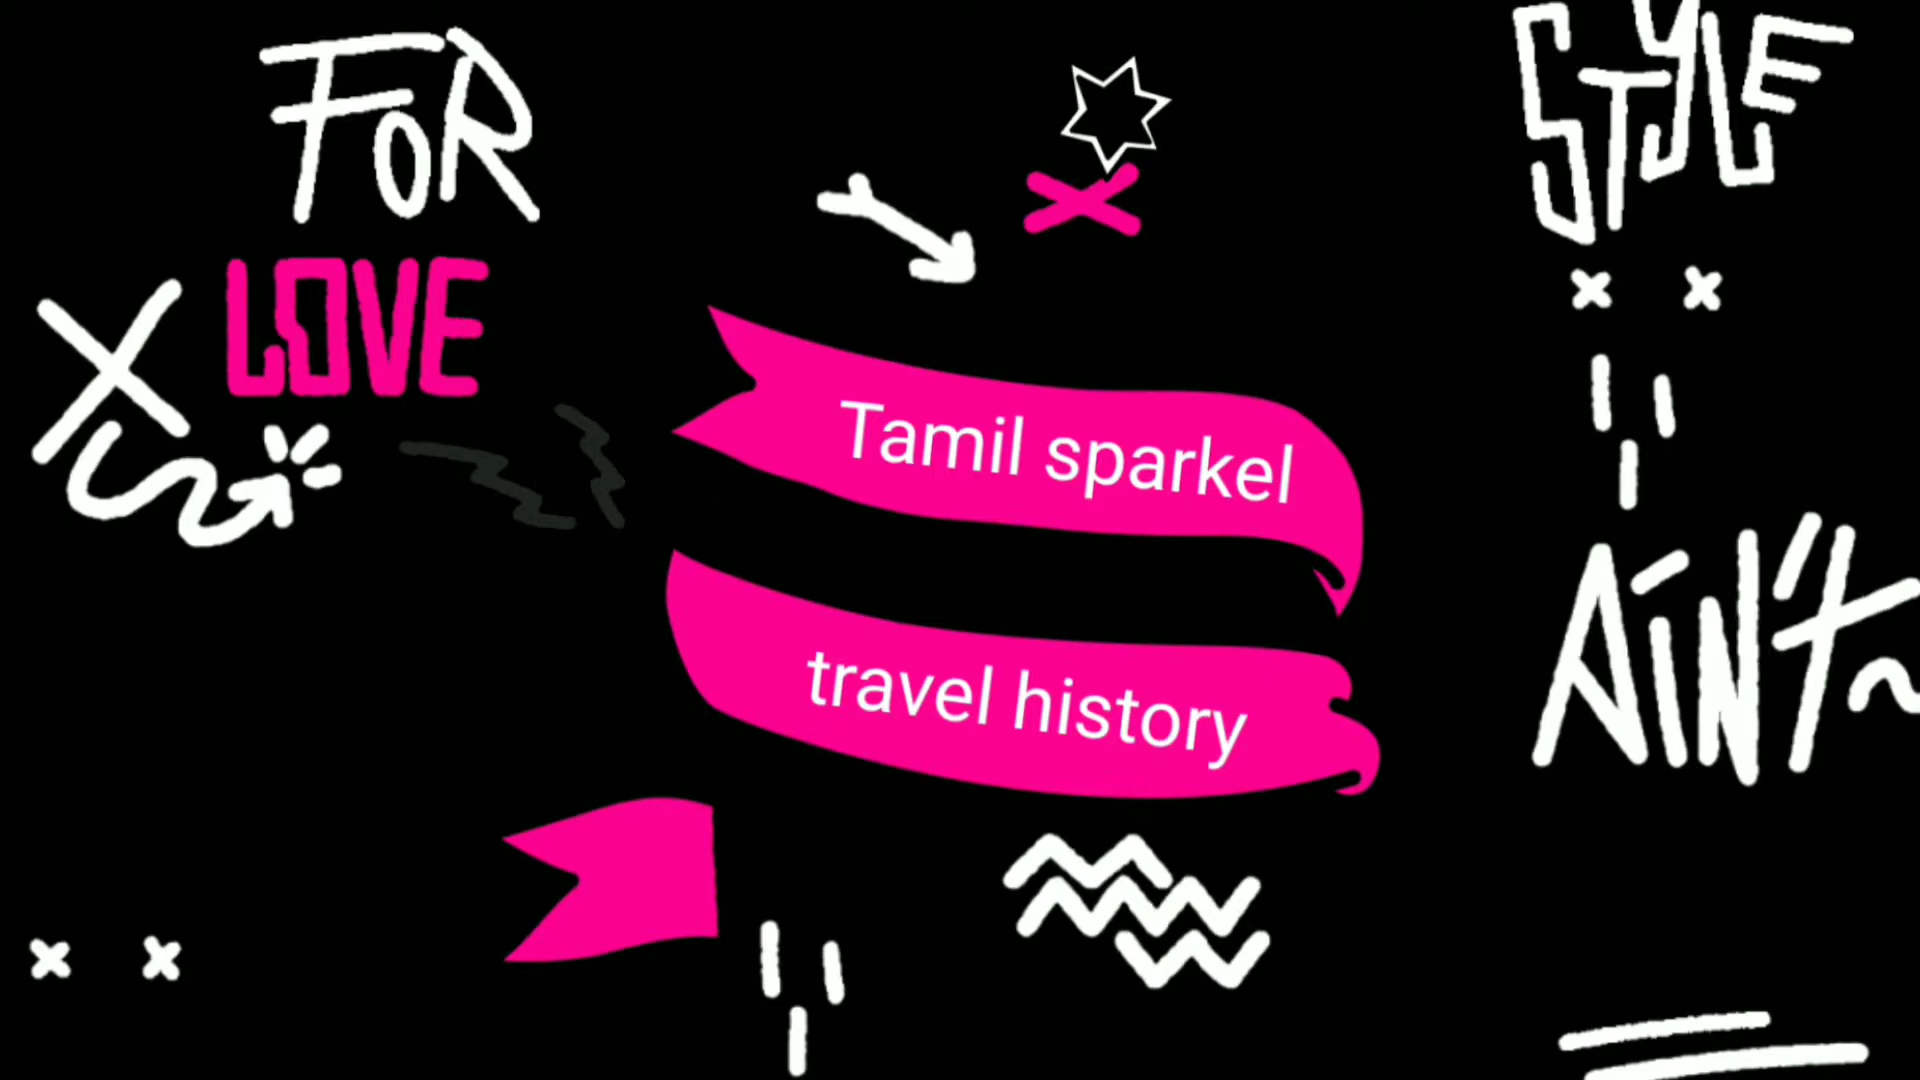 FOR
LOVE
STYLE
Tamil sparkel
travel history
AIN'T